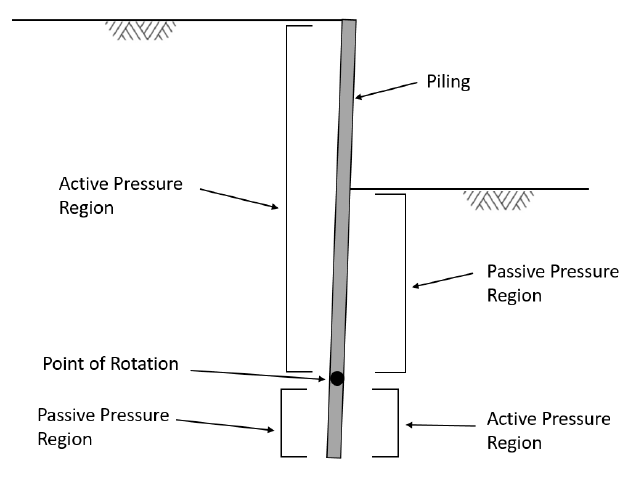 Piling
Active Pressure
Region
Passive Pressure
Region
Point of Rotation
Passive Pressure
Region
Active Pressure
Region